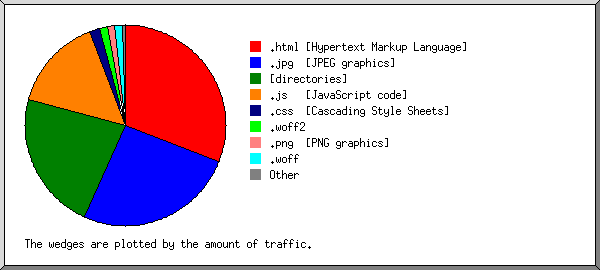 .html [Hypertext Markup Language]
.jpg [JPEG graphics]
[directories]
.js [JavaScript code]
.css [Cascading Style Sheets]
.woff2
.png [PNG graphics]
.woff
Other
The wedges are plotted by the amount of traffic.